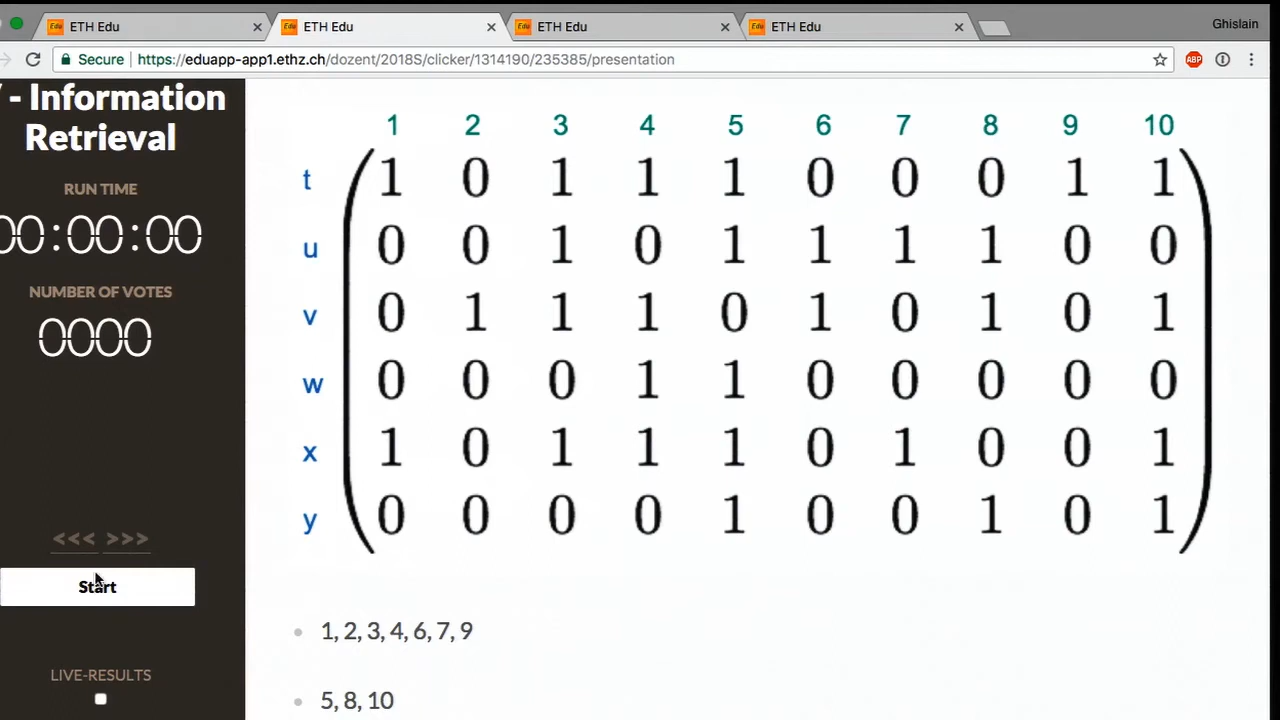 ETH Edu
ETH Edu
ETH Edu
ETH Edu
Ghislain
Secure https://eduapp-app1.ethz.ch/dozent/2018S/clicker/1314190/235385/presentation
ABP
- Information
Retrieval
RUN TIME
00:00:00
NUMBER OF VOTES
0000
<<< >>>
Start
LIVE-RESULTS
1 2 3 4 5 6 7 8 9 10
t 1 0 1 1 1 0 0 0 1 1
u 0 0 1 0 1 1 1 1 0 0
v 0 1 1 1 0 1 0 1 0 1
w 0 0 0 1 1 0 0 0 0 0
x 1 0 1 1 1 0 1 0 0 1
y 0 0 0 0 1 0 0 1 0 1
• 1, 2, 3, 4, 6, 7, 9
• 5, 8, 10